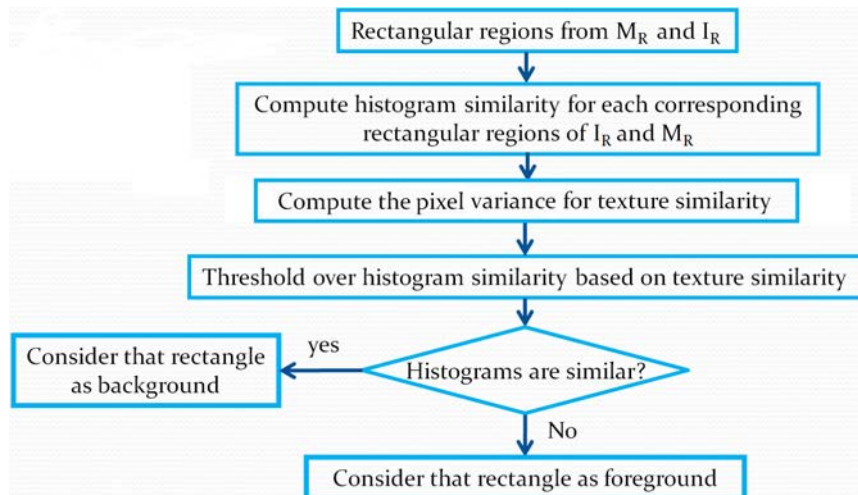 Rectangular regions from M_R and I_R
Compute histogram similarity for each corresponding
rectangular regions of I_R and M_R
Compute the pixel variance for texture similarity
Threshold over histogram similarity based on texture similarity
Consider that rectangle
as background
yes
Histograms are similar?
No
Consider that rectangle as foreground